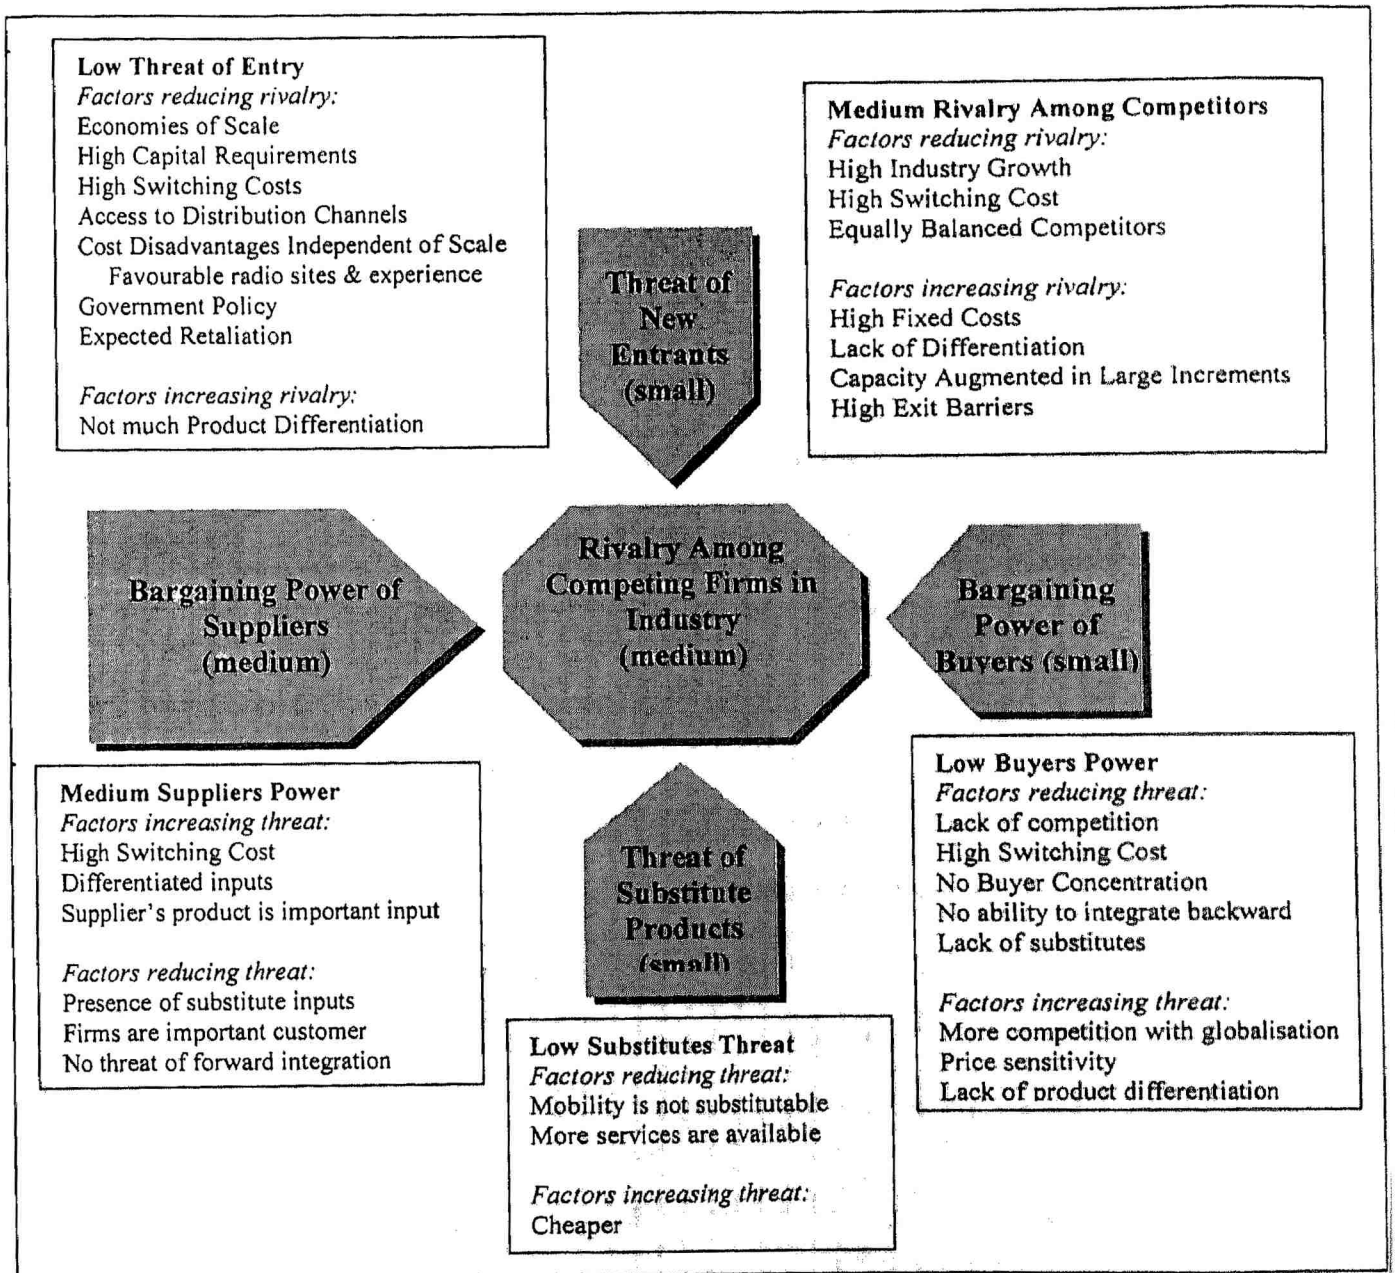 Low Threat of Entry
Factors reducing rivalry:
Economies of Scale
High Capital Requirements
High Switching Costs
Access to Distribution Channels
Cost Disadvantages Independent of Scale
Favourable radio sites & experience
Government Policy
Expected Retaliation
Factors increasing rivalry:
Not much Product Differentiation
Medium Rivalry Among Competitors
Factors reducing rivalry:
High Industry Growth
High Switching Cost
Equally Balanced Competitors
Factors increasing rivalry:
High Fixed Costs
Lack of Differentiation
Capacity Augmented in Large Increments
High Exit Barriers
Threat of
New
Entrants
(small)
Bargaining Power of
Suppliers
(medium)
Rivalry Among
Competing Firms in
Industry
(medium)
Bargaining
Power of
Buyers (small)
Medium Suppliers Power
Factors increasing threat:
High Switching Cost
Differentiated inputs
Supplier's product is important input
Factors reducing threat:
Presence of substitute inputs
Firms are important customer
No threat of forward integration
Threat of
Substitute
Products
(small)
Low Substitutes Threat
Factors reducing threat:
Mobility is not substitutable
More services are available
Factors increasing threat:
Cheaper
Low Buyers Power
Factors reducing threat:
Lack of competition
High Switching Cost
No Buyer Concentration
No ability to integrate backward
Lack of substitutes
Factors increasing threat:
More competition with globalisation
Price sensitivity
Lack of product differentiation